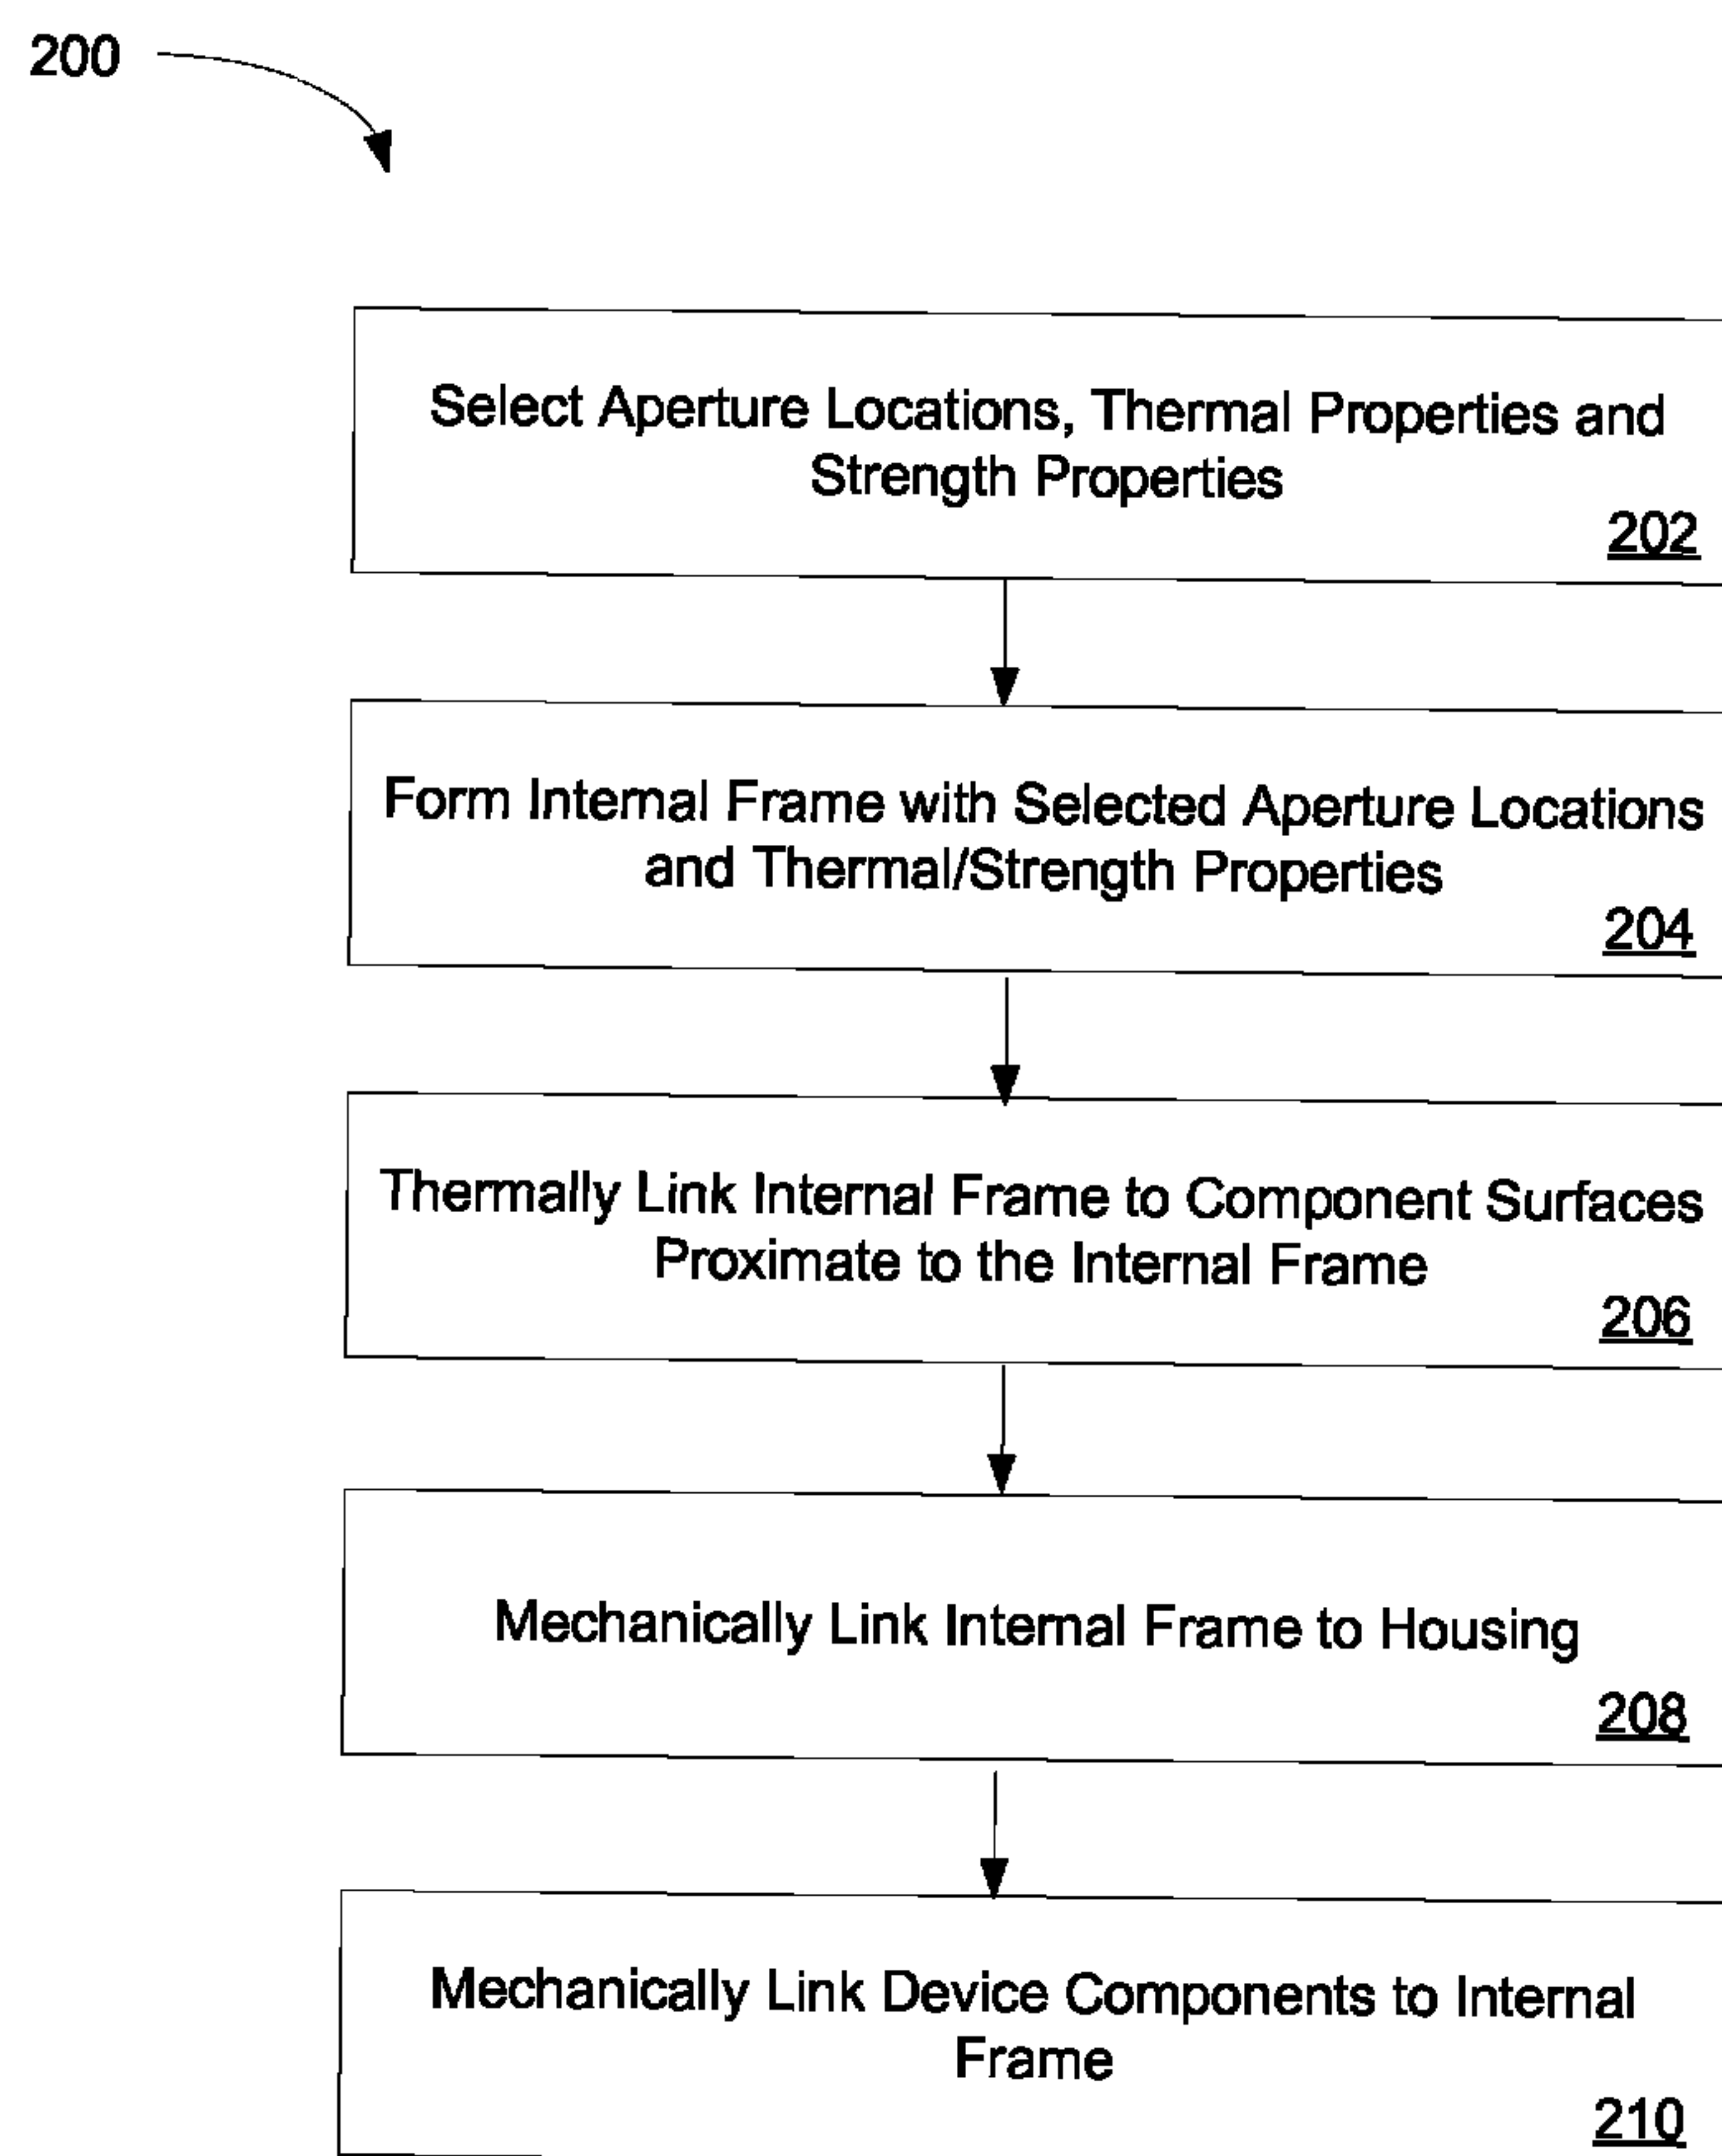 200
Select Aperture Locations, Thermal Properties and
Strength Properties
202
Form Internal Frame with Selected Aperture Locations
and Thermal/Strength Properties
204
Thermally Link Internal Frame to Component Surfaces
Proximate to the Internal Frame
206
Mechanically Link Internal Frame to Housing
208
Mechanically Link Device Components to Internal
Frame
210